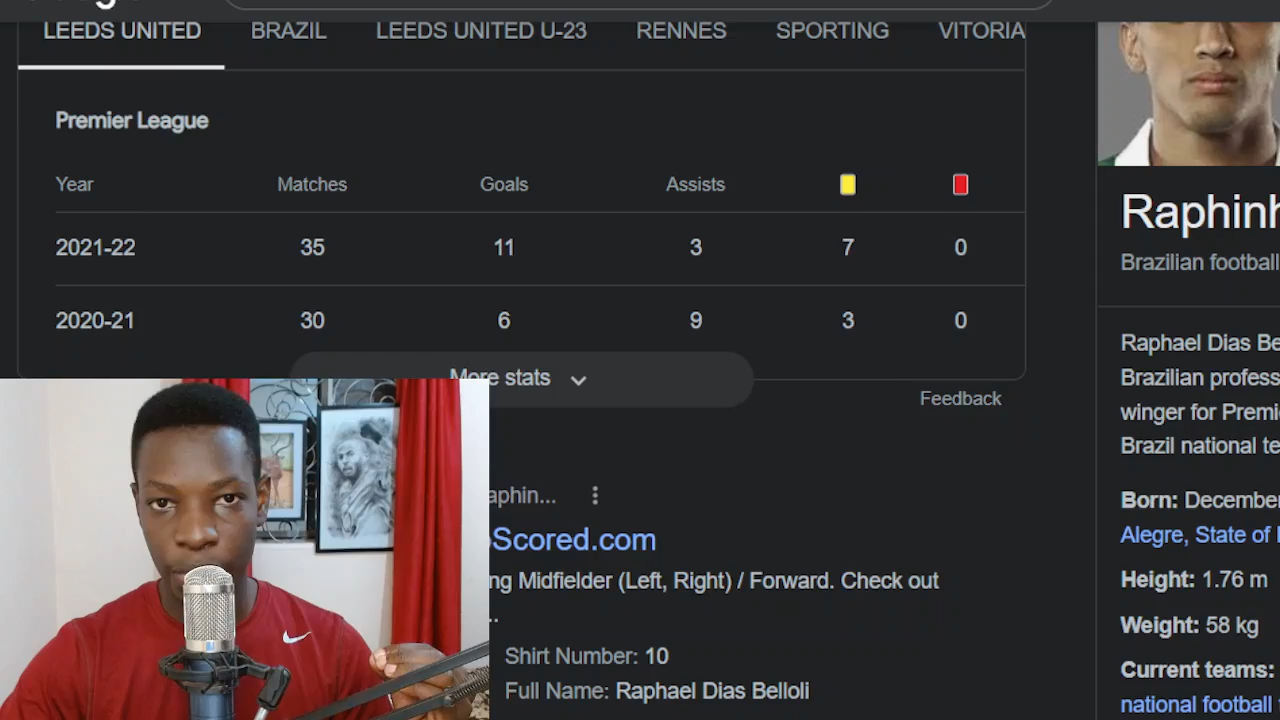 LEEDS UNITED BRAZIL LEEDS UNITED U-23 RENNES SPORTING VITORIA
Premier League
Year Matches Goals Assists
2021-22 35 11 3 7 0
2020-21 30 6 9 3 0
More stats
Feedback
aphin...
Scored.com
ng Midfielder (Left, Right) / Forward. Check out
..
Shirt Number: 10
Full Name: Raphael Dias Belloli
Raphinh
Brazilian football
Raphael Dias Be
Brazilian profess
winger for Premi
Brazil national te
Born: December
Alegre, State of
Height: 1.76 m
Weight: 58 kg
Current teams:
national football